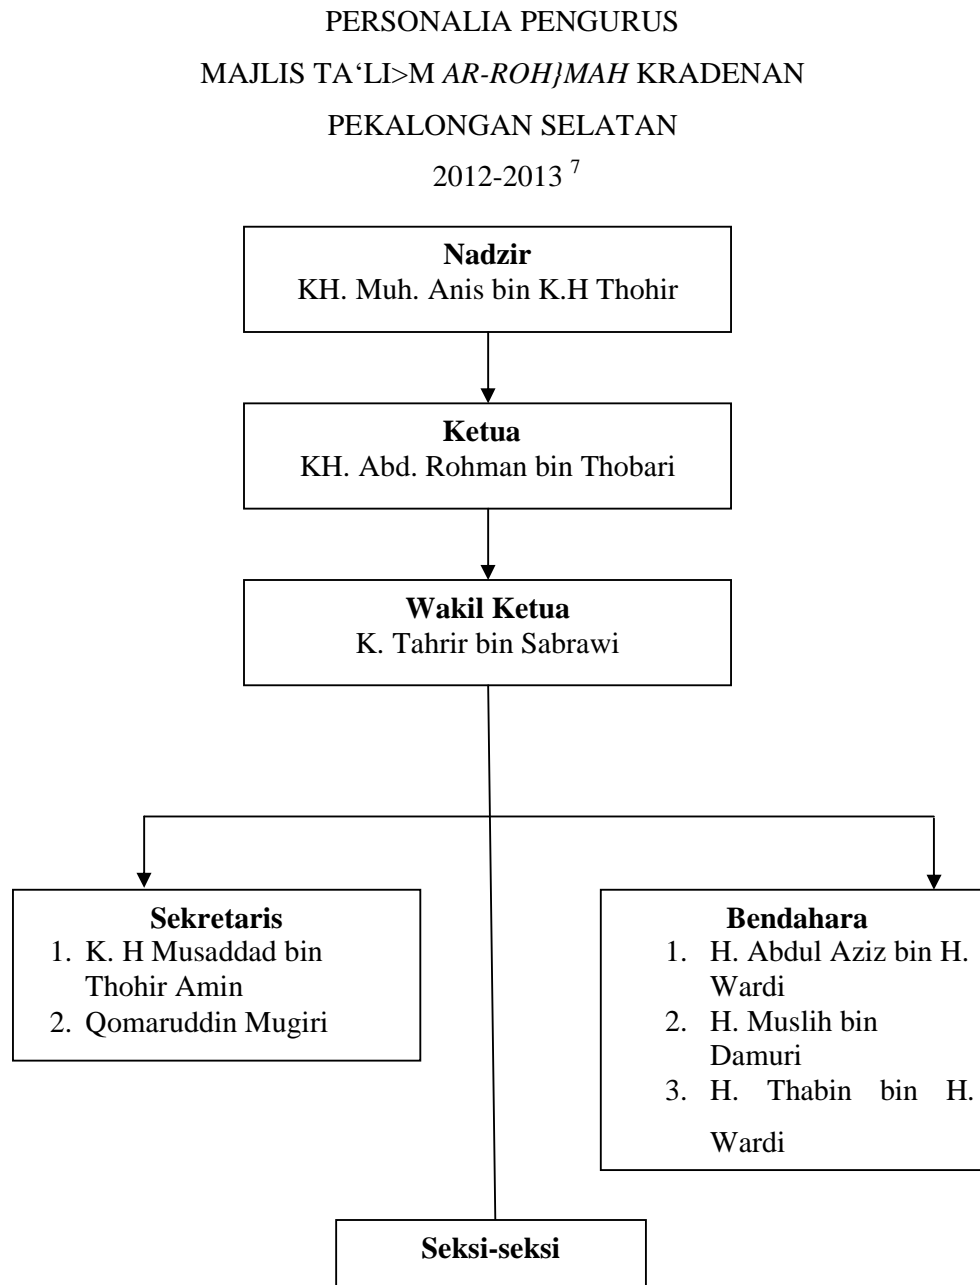 PERSONALIA PENGURUS
MAJLIS TA‘LI>M AR-ROH}MAH KRADENAN
PEKALONGAN SELATAN
2012-2013 7
Nadzir
KH. Muh. Anis bin K.H Thohir
Ketua
KH. Abd. Rohman bin Thobari
Wakil Ketua
K. Tahrir bin Sabrawi
Sekretaris
1. K. H Musaddad bin
Thohir Amin
2. Qomaruddin Mugiri
Bendahara
1. H. Abdul Aziz bin H.
Wardi
2. H. Muslih bin
Damuri
3. H. Thabin bin H.
Wardi
Seksi-seksi